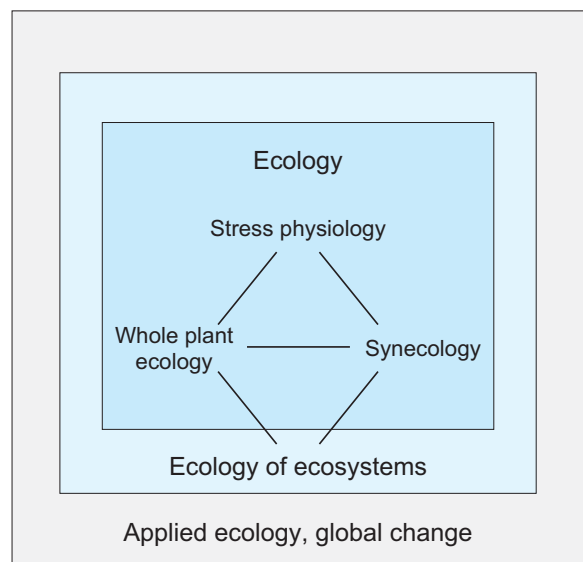 Ecology
Stress physiology
Whole plant
ecology
Synecology
Ecology of ecosystems
Applied ecology, global change